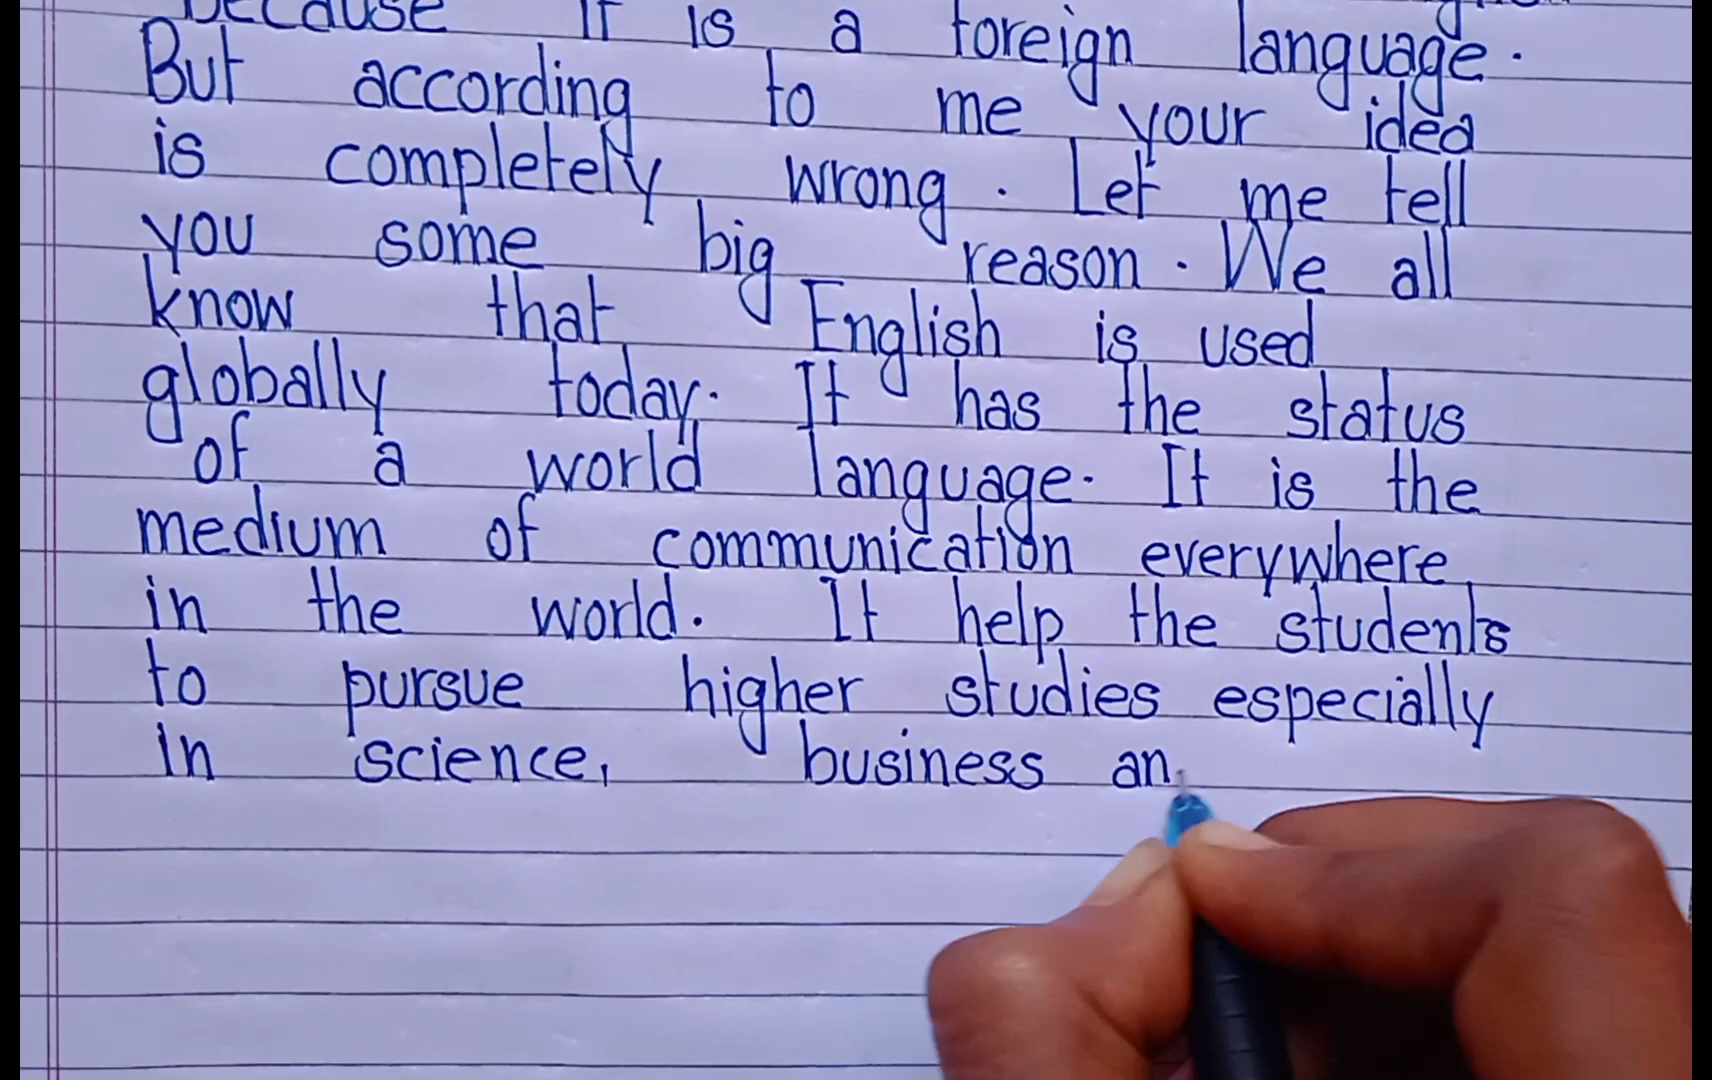 because it is a foreign language.
But according to me your idea
is completely wrong. Let me tell
you some big reason. We all
know that English is used
globally today. It has the status
of a world language. It is the
medium of communication everywhere
in the world. It help the students
to pursue higher studies especially
in science, business an